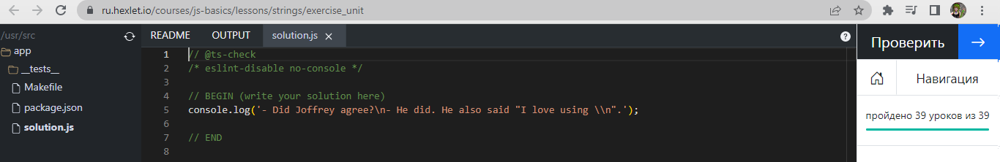 ru.hexlet.io/courses/js-basics/lessons/strings/exercise_unit
/usr/src
app
__tests__
Makefile
package.json
solution.js
README OUTPUT solution.js ×
1 // @ts-check
2 /* eslint-disable no-console */
3
4 // BEGIN (write your solution here)
5 console.log('- Did Joffrey agree?\n- He did. He also said "I love using \\n".');
6
7 // END
8
Проверить
Навигация
пройдено 39 уроков из 39